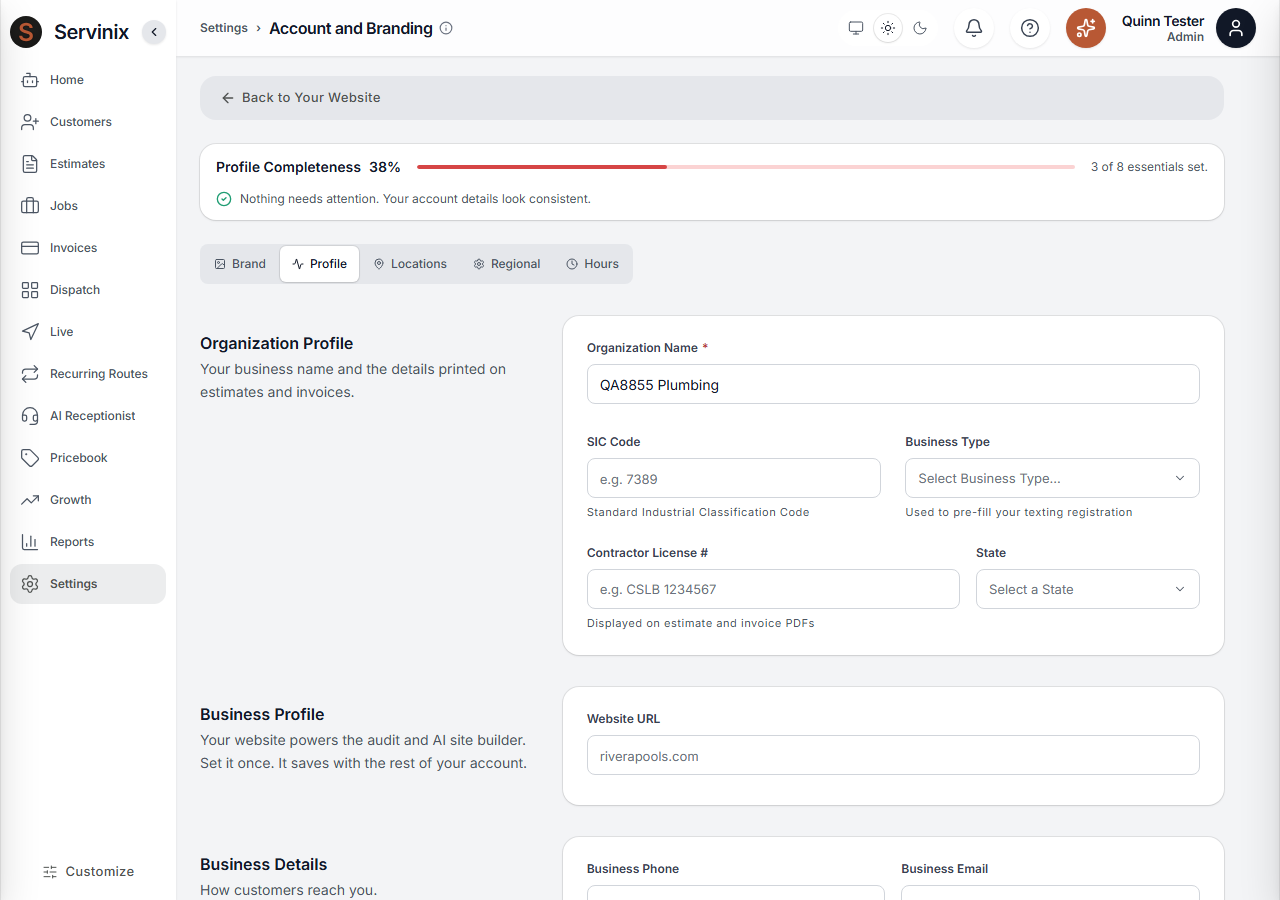 Servinix
Home
Customers
Estimates
Jobs
Invoices
Dispatch
Live
Recurring Routes
AI Receptionist
Pricebook
Growth
Reports
Settings
Customize
Settings › Account and Branding
Quinn Tester
Admin
Back to Your Website
Profile Completeness 38%
3 of 8 essentials set.
Nothing needs attention. Your account details look consistent.
Brand Profile Locations Regional Hours
Organization Profile
Your business name and the details printed on
estimates and invoices.
Organization Name *
QA8855 Plumbing
SIC Code
e.g. 7389
Standard Industrial Classification Code
Business Type
Select Business Type...
Used to pre-fill your texting registration
Contractor License #
e.g. CSLB 1234567
Displayed on estimate and invoice PDFs
State
Select a State
Business Profile
Your website powers the audit and AI site builder.
Set it once. It saves with the rest of your account.
Website URL
riverapools.com
Business Details
How customers reach you.
Business Phone
Business Email